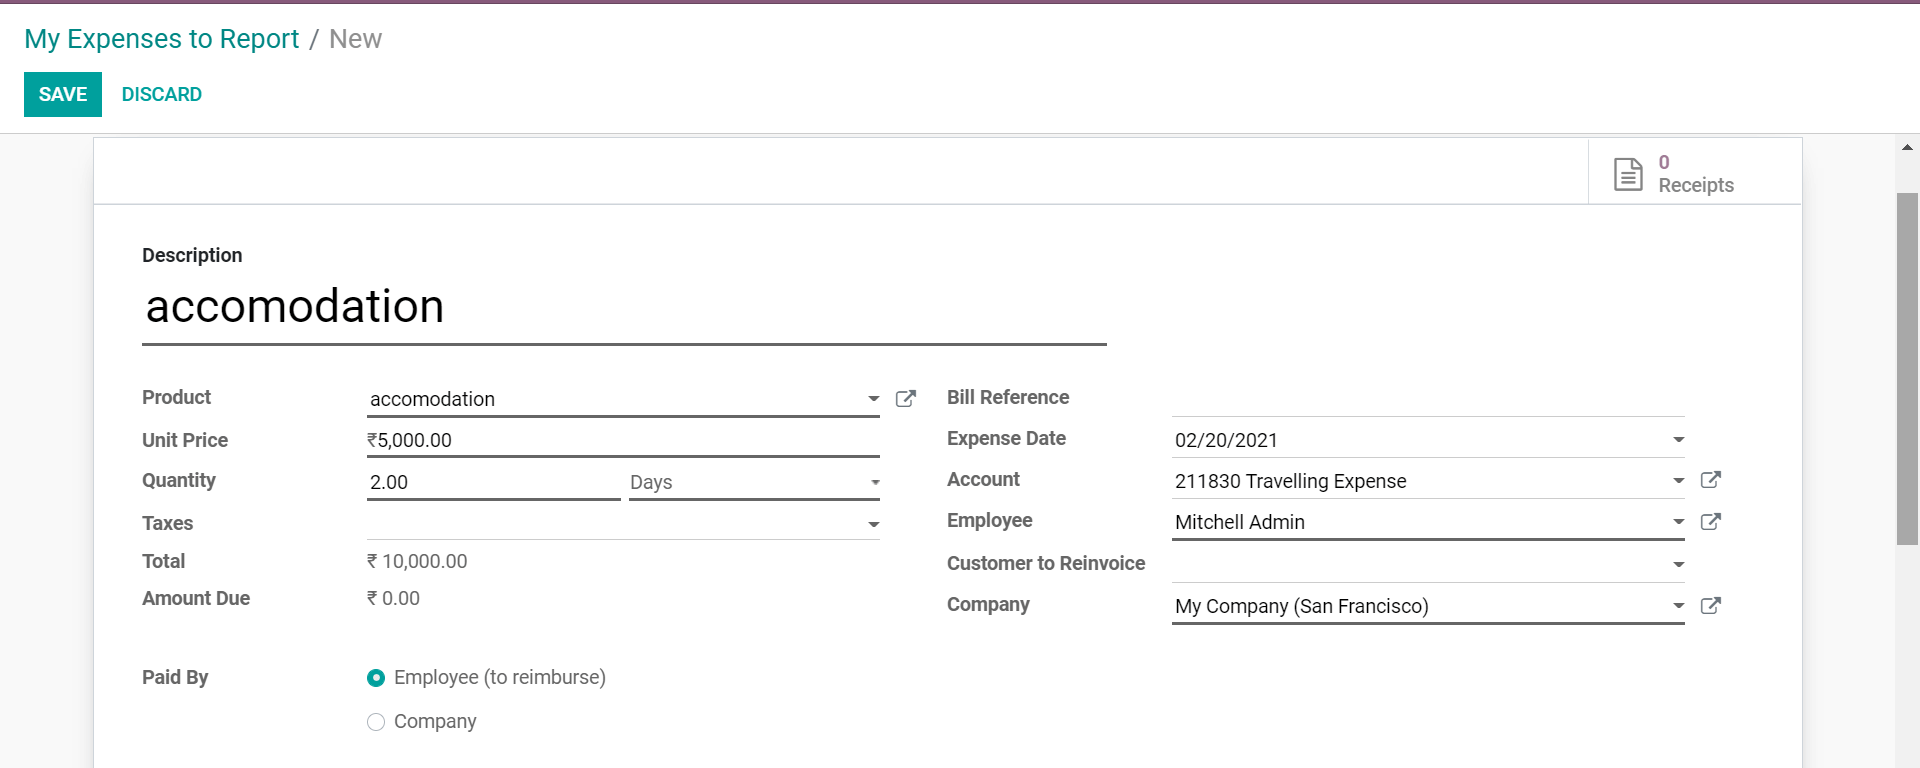 My Expenses to Report / New
SAVE DISCARD
0
Receipts
Description
accomodation
Product accomodation
Unit Price ₹5,000.00
Quantity 2.00 Days
Taxes
Total ₹ 10,000.00
Amount Due ₹ 0.00
Bill Reference
Expense Date 02/20/2021
Account 211830 Travelling Expense
Employee Mitchell Admin
Customer to Reinvoice
Company My Company (San Francisco)
Paid By Employee (to reimburse)
Company